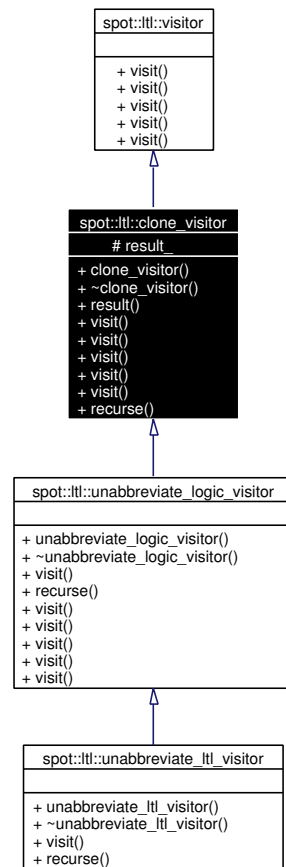 spot::ltl::visitor
+ visit()
+ visit()
+ visit()
+ visit()
+ visit()
spot::ltl::clone_visitor
# result_
+ clone_visitor()
+ ~clone_visitor()
+ result()
+ visit()
+ visit()
+ visit()
+ visit()
+ visit()
+ recurse()
spot::ltl::unabbreviate_logic_visitor
+ unabbreviate_logic_visitor()
+ ~unabbreviate_logic_visitor()
+ visit()
+ recurse()
+ visit()
+ visit()
+ visit()
+ visit()
+ visit()
spot::ltl::unabbreviate_ltl_visitor
+ unabbreviate_ltl_visitor()
+ ~unabbreviate_ltl_visitor()
+ visit()
+ recurse()